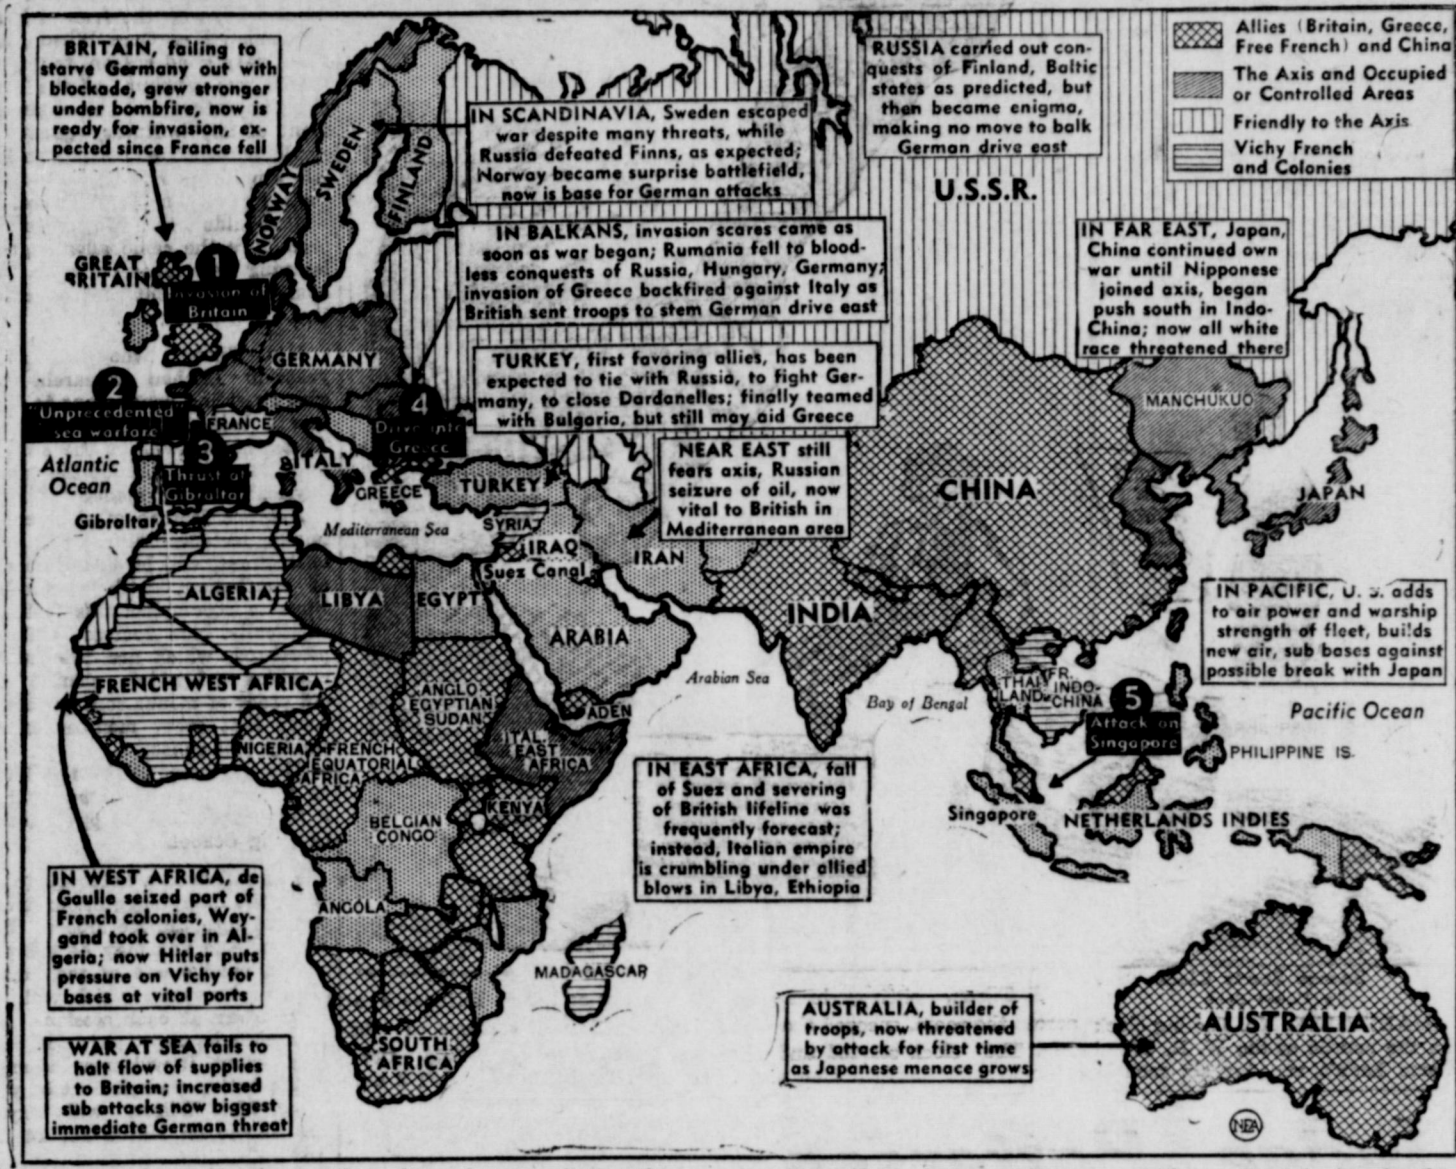 BRITAIN, failing to
starve Germany out with
blockade, grew stronger
under bombfire, now is
ready for invasion, ex-
pected since France fell
IN SCANDINAVIA, Sweden escaped
war despite many threats, while
Russia defeated Finns, as expected;
Norway became surprise battlefield,
now is base for German attacks
RUSSIA carried out con-
quests of Finland, Baltic
states as predicted, but
then became enigma,
making no move to balk
German drive east
Allies (Britain, Greece,
Free French) and China
The Axis and Occupied
or Controlled Areas
Friendly to the Axis
Vichy French
and Colonies
U.S.S.R.
NORWAY
SWEDEN
FINLAND
IN BALKANS, invasion scares came as
soon as war began; Rumania fell to blood-
less conquests of Russia, Hungary, Germany;
invasion of Greece backfired against Italy as
British sent troops to stem German drive east
IN FAR EAST, Japan,
China continued own
war until Nipponese
joined axis, began
push south in Indo-
China; now all white
race threatened there
GREAT
BRITAIN
1
Invasion of
Britain
GERMANY
TURKEY, first favoring allies, has been
expected to tie with Russia, to fight Ger-
many, to close Dardanelles; finally teamed
with Bulgaria, but still may aid Greece
MANCHUKUO
2
"Unprecedented"
sea warfare
FRANCE
4
Drive into
Greece
3
Thrust at
Gibraltar
ITALY
GREECE
TURKEY
NEAR EAST still
fears axis, Russian
seizure of oil, now
vital to British in
Mediterranean area
CHINA
JAPAN
Atlantic
Ocean
Gibraltar
Mediterranean Sea
SYRIA
IRAQ
Suez Canal
IRAN
ALGERIA
LIBYA
EGYPT
ARABIA
INDIA
IN PACIFIC, U. S. adds
to air power and warship
strength of fleet, builds
new air, sub bases against
possible break with Japan
FRENCH WEST AFRICA
ANGLO
EGYPTIAN
SUDAN
ADEN
Arabian Sea
Bay of Bengal
THAI-
LAND
FR.
INDO-
CHINA
5
Attack on
Singapore
Pacific Ocean
PHILIPPINE IS.
NIGERIA
FRENCH
EQUATORIAL
AFRICA
ITAL.
EAST
AFRICA
KENYA
BELGIAN
CONGO
IN EAST AFRICA, fall
of Suez and severing
of British lifeline was
frequently forecast;
instead, Italian empire
is crumbling under allied
blows in Libya, Ethiopia
Singapore
NETHERLANDS INDIES
IN WEST AFRICA, de
Gaulle seized part of
French colonies, Wey-
gand took over in Al-
geria; now Hitler puts
pressure on Vichy for
bases at vital ports
ANGOLA
MADAGASCAR
AUSTRALIA, builder of
troops, now threatened
by attack for first time
as Japanese menace grows
AUSTRALIA
WAR AT SEA fails to
halt flow of supplies
to Britain; increased
sub attacks now biggest
immediate German threat
SOUTH
AFRICA
NEA